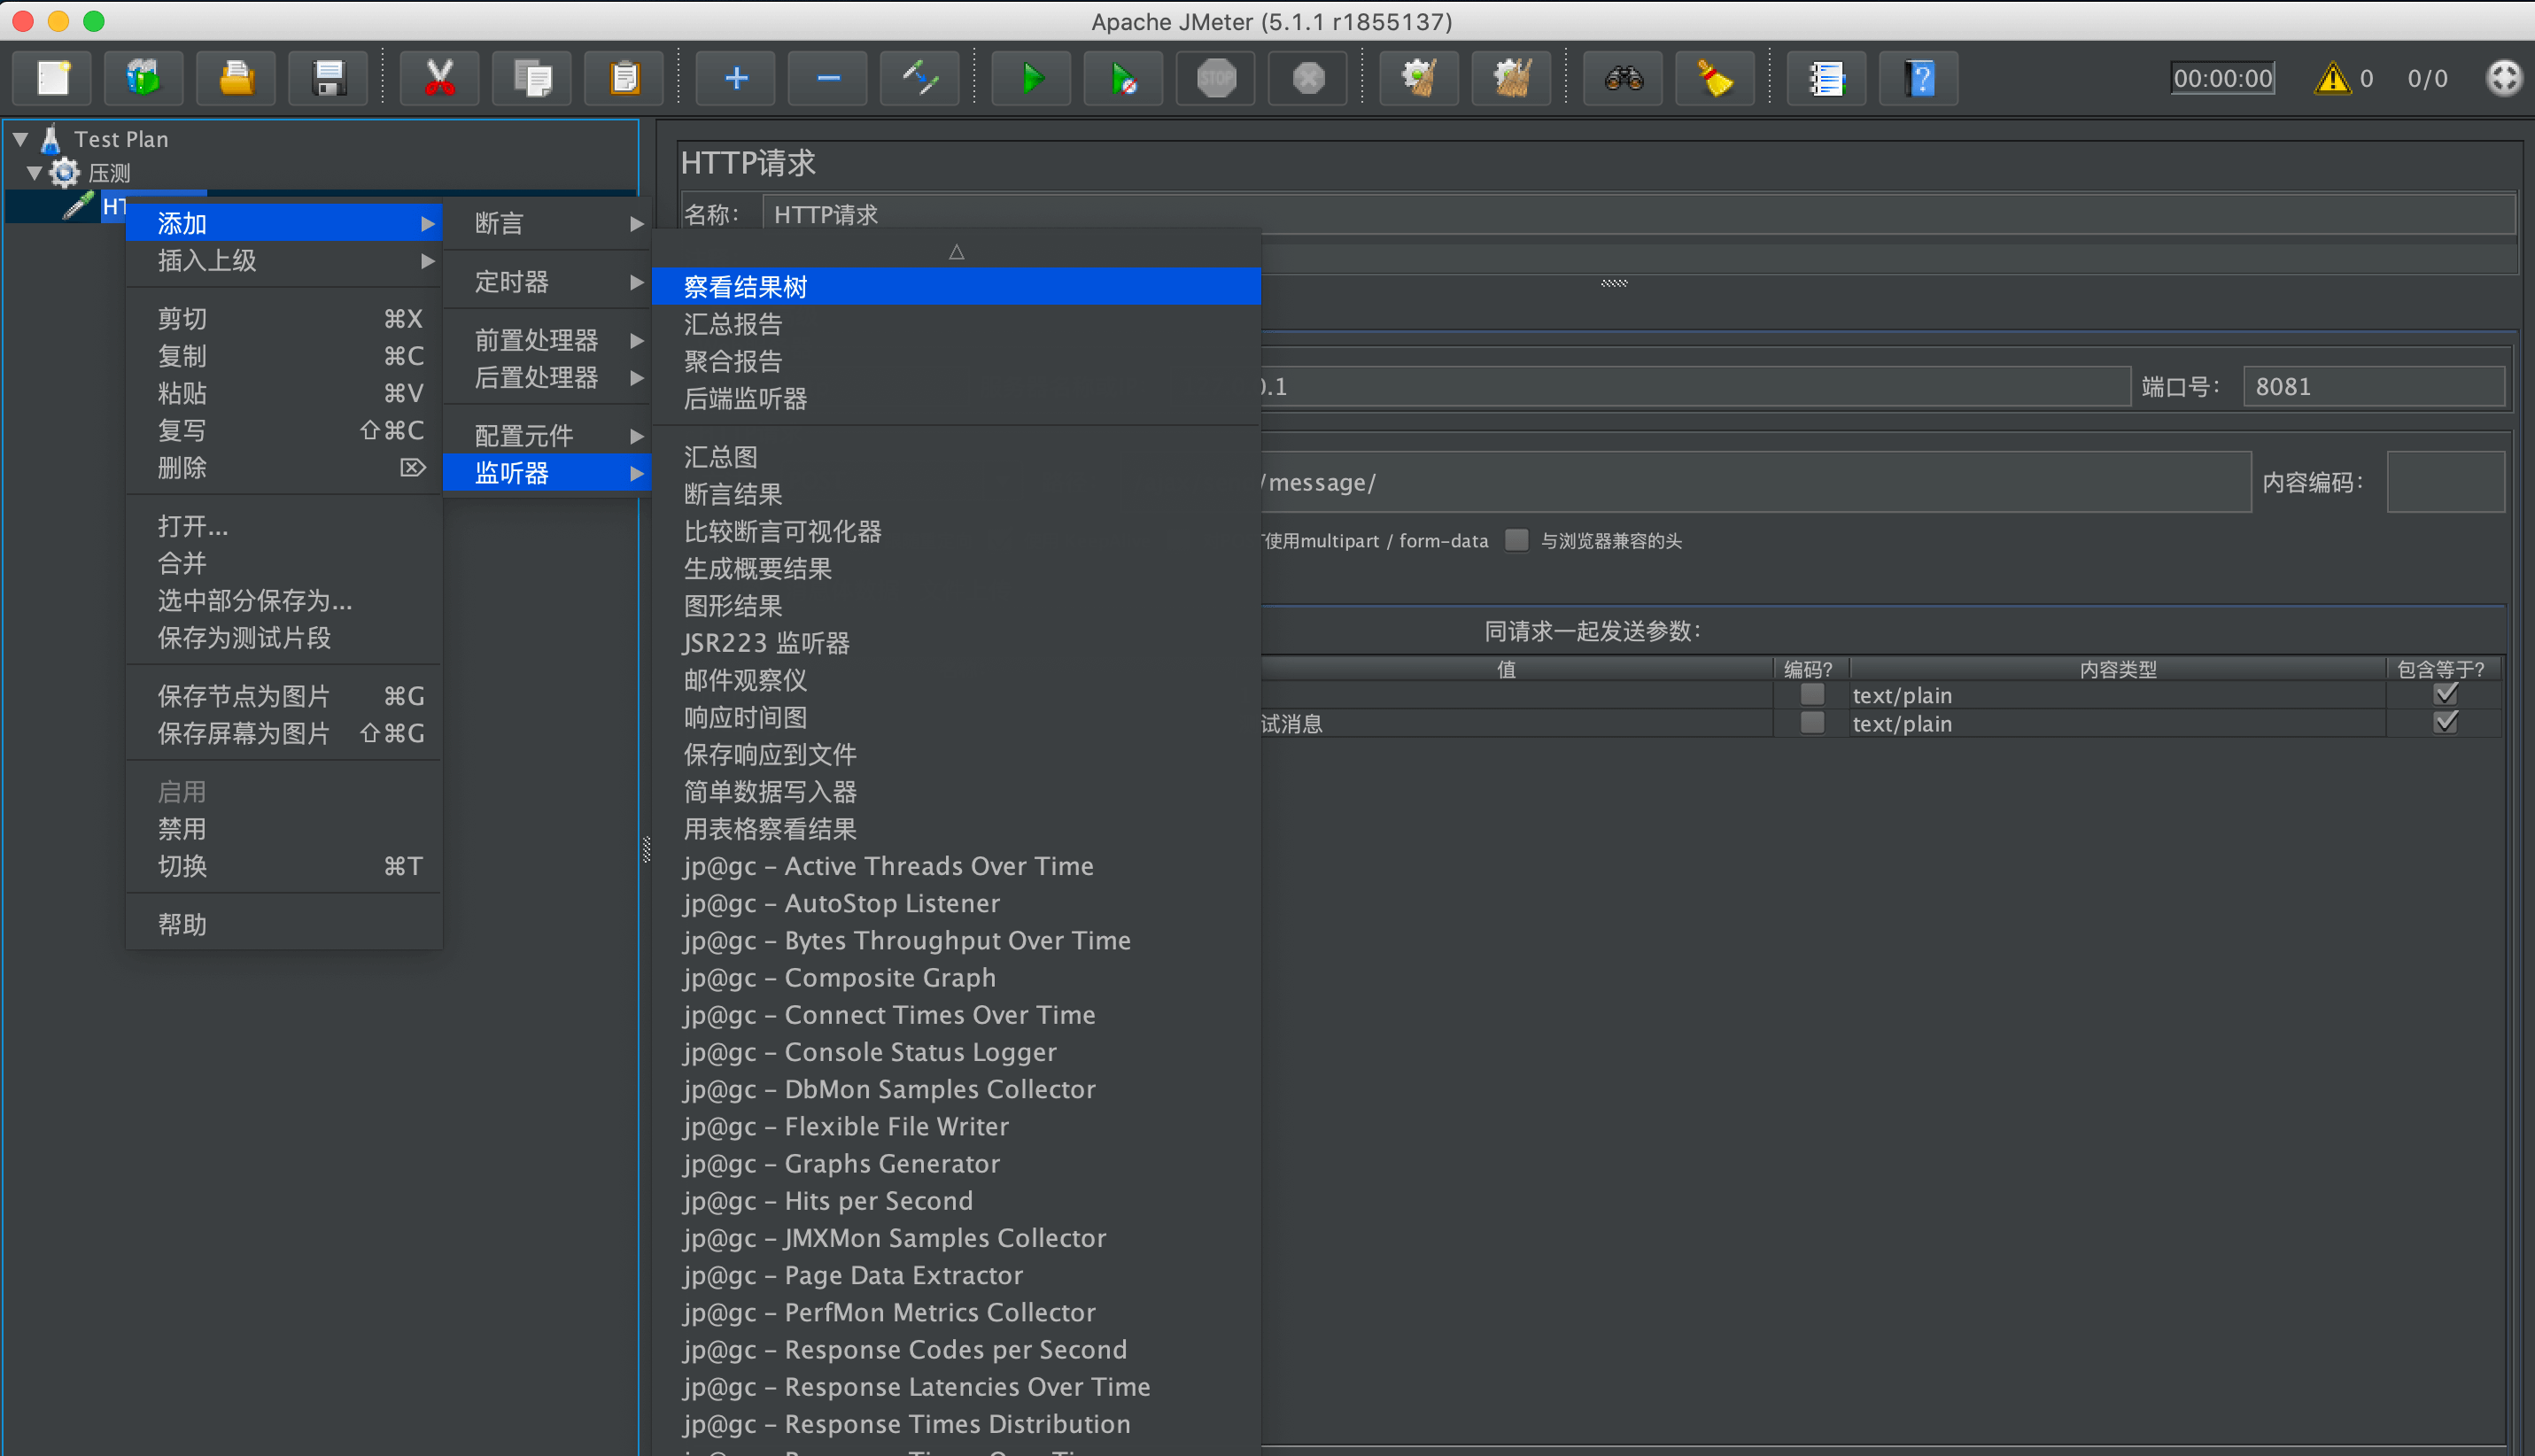 Apache JMeter (5.1.1 r1855137)
STOP
00:00:00
0
0/0
Test Plan
压测
添加
插入上级
剪切 ⌘X
复制 ⌘C
粘贴 ⌘V
复写 ⇧⌘C
删除 ⌦
打开...
合并
选中部分保存为...
保存为测试片段
保存节点为图片 ⌘G
保存屏幕为图片 ⇧⌘G
启用
禁用
切换 ⌘T
帮助
断言
定时器
前置处理器
后置处理器
配置元件
监听器
察看结果树
汇总报告
聚合报告
后端监听器
汇总图
断言结果
比较断言可视化器
生成概要结果
图形结果
JSR223 监听器
邮件观察仪
响应时间图
保存响应到文件
简单数据写入器
用表格察看结果
jp@gc - Active Threads Over Time
jp@gc - AutoStop Listener
jp@gc - Bytes Throughput Over Time
jp@gc - Composite Graph
jp@gc - Connect Times Over Time
jp@gc - Console Status Logger
jp@gc - DbMon Samples Collector
jp@gc - Flexible File Writer
jp@gc - Graphs Generator
jp@gc - Hits per Second
jp@gc - JMXMon Samples Collector
jp@gc - Page Data Extractor
jp@gc - PerfMon Metrics Collector
jp@gc - Response Codes per Second
jp@gc - Response Latencies Over Time
jp@gc - Response Times Distribution
HTTP请求
名称： HTTP请求
0.1 端口号： 8081
/message/ 内容编码：
使用multipart / form-data 与浏览器兼容的头
同请求一起发送参数：
值 编码? 内容类型 包含等于?
text/plain
试消息 text/plain